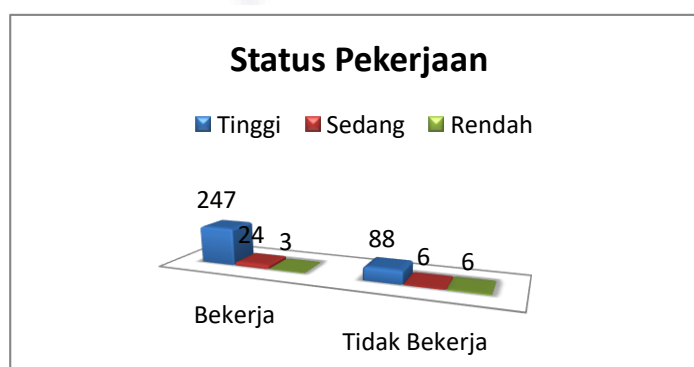 Status Pekerjaan
Tinggi Sedang Rendah
247 24 3 88 6 6
Bekerja
Tidak Bekerja